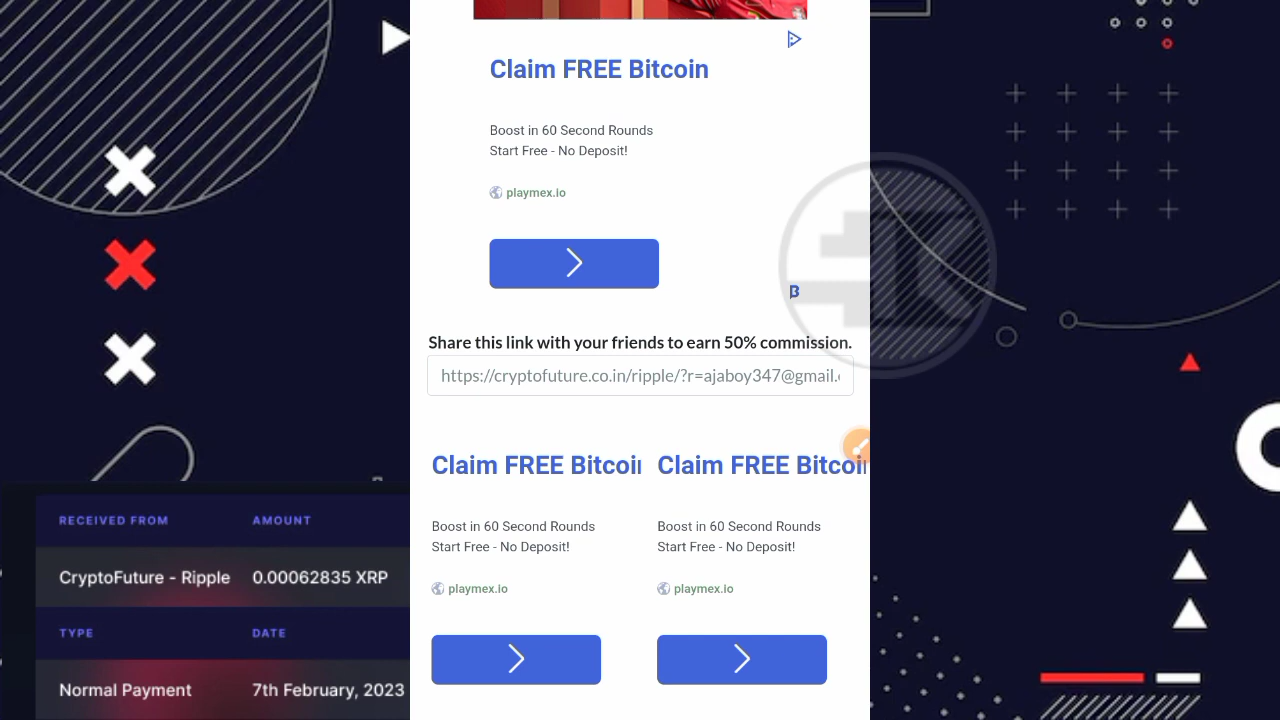 Claim FREE Bitcoin
Boost in 60 Second Rounds
Start Free - No Deposit!
playmex.io
Share this link with your friends to earn 50% commission.
https://cryptofuture.co.in/ripple/?r=ajaboy347@gmail.
Claim FREE Bitcoin
Boost in 60 Second Rounds
Start Free - No Deposit!
playmex.io
Claim FREE Bitcoin
Boost in 60 Second Rounds
Start Free - No Deposit!
playmex.io
RECEIVED FROM AMOUNT
CryptoFuture - Ripple 0.00062835 XRP
TYPE DATE
Normal Payment 7th February, 2023